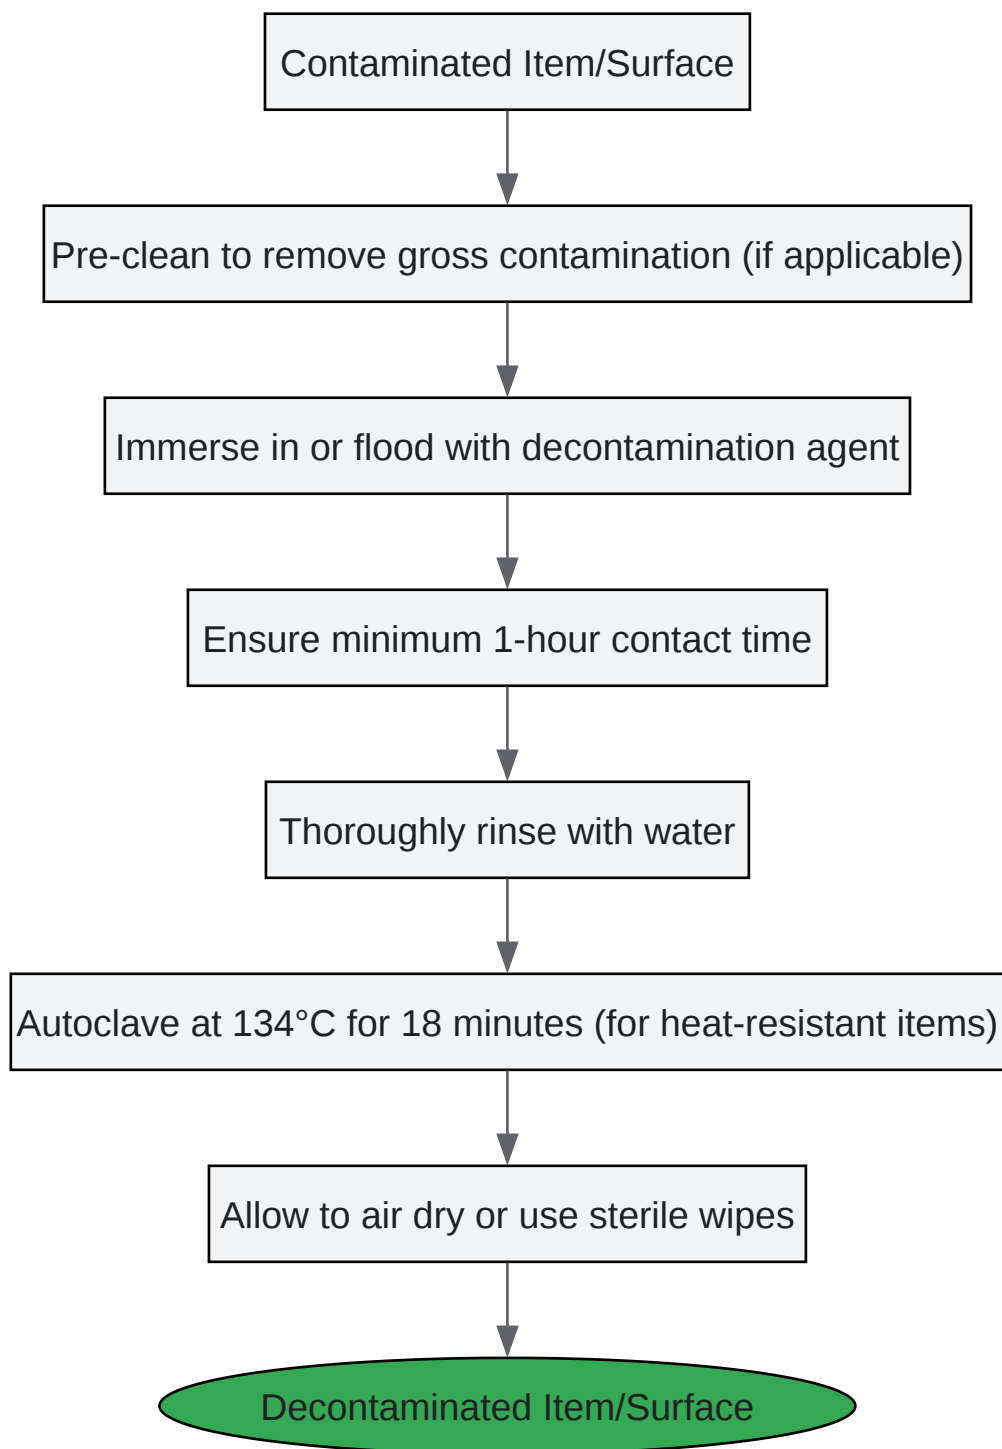 Contaminated Item/Surface
Pre-clean to remove gross contamination (if applicable)
Immerse in or flood with decontamination agent
Ensure minimum 1-hour contact time
Thoroughly rinse with water
Autoclave at 134°C for 18 minutes (for heat-resistant items)
Allow to air dry or use sterile wipes
Decontaminated Item/Surface